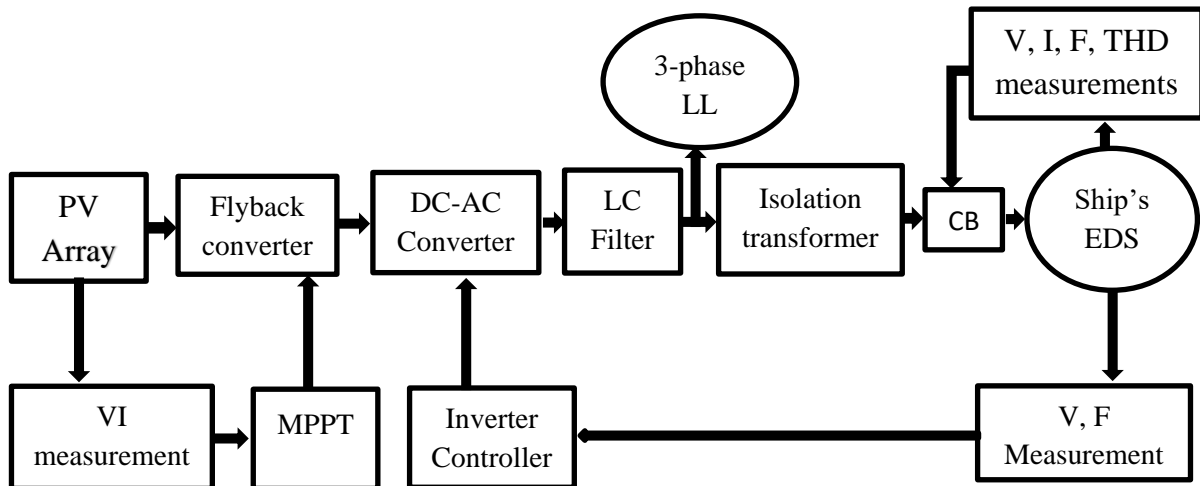 3-phase
LL
V, I, F, THD
measurements
PV
Array
Flyback
converter
DC-AC
Converter
LC
Filter
Isolation
transformer
CB
Ship’s
EDS
VI
measurement
MPPT
Inverter
Controller
V, F
Measurement